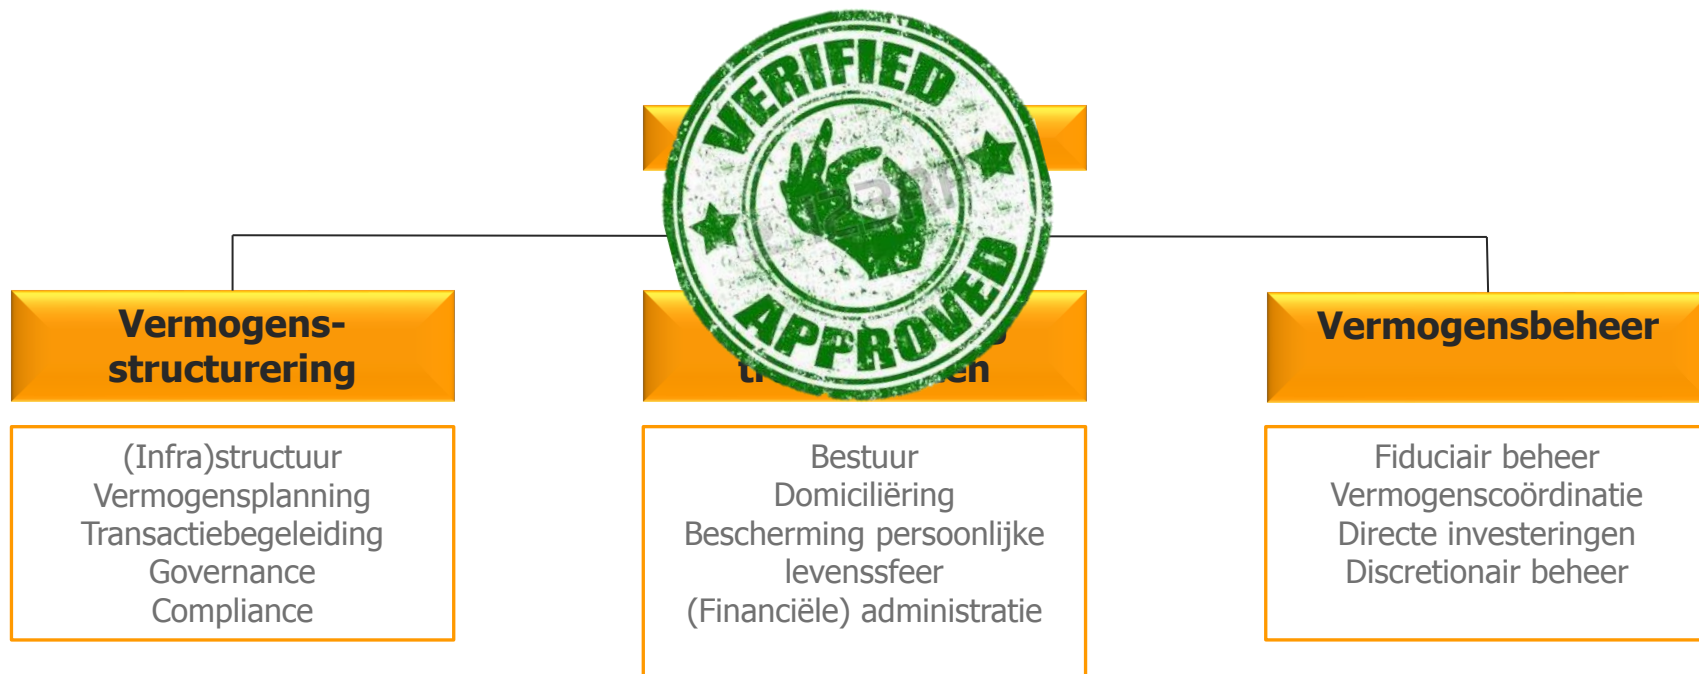 VERIFIED
APPROVED
Vermogens-
structurering
Vermogensbeheer
(Infra)structuur
Vermogensplanning
Transactiebegeleiding
Governance
Compliance
Bestuur
Domiciliëring
Bescherming persoonlijke
levenssfeer
(Financiële) administratie
Fiduciair beheer
Vermogenscoördinatie
Directe investeringen
Discretionair beheer